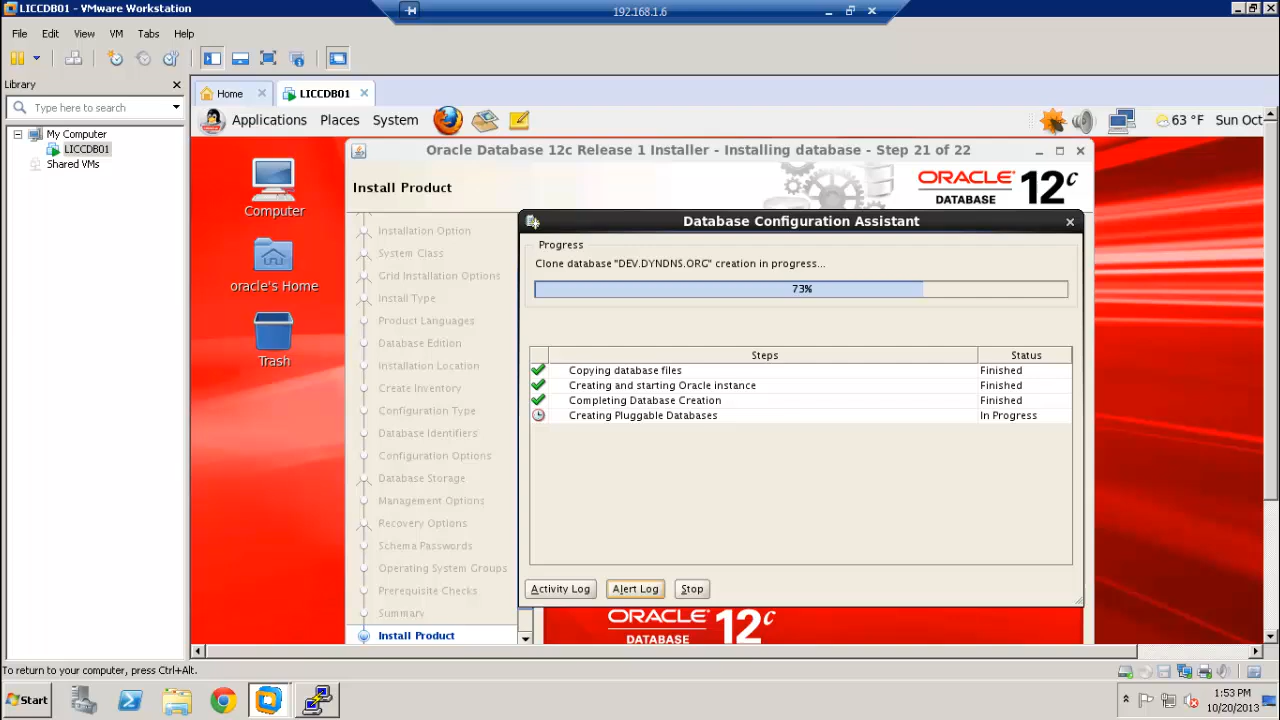 LICCDB01 - VMware Workstation
192.168.1.6
File Edit View VM Tabs Help
Library
Type here to search
My Computer
LICCDB01
Shared VMs
Home
LICCDB01
Applications Places System
63 °F Sun Oct
Computer
oracle's Home
Trash
Oracle Database 12c Release 1 Installer - Installing database - Step 21 of 22
Install Product
ORACLE 12c
DATABASE
Installation Option
System Class
Grid Installation Options
Install Type
Product Languages
Database Edition
Installation Location
Create Inventory
Configuration Type
Database Identifiers
Configuration Options
Database Storage
Management Options
Recovery Options
Schema Passwords
Operating System Groups
Prerequisite Checks
Summary
Install Product
Database Configuration Assistant
Progress
Clone database "DEV.DYNDNS.ORG" creation in progress...
73%
Steps Status
Copying database files Finished
Creating and starting Oracle instance Finished
Completing Database Creation Finished
Creating Pluggable Databases In Progress
Activity Log Alert Log Stop
ORACLE 12c
DATABASE
To return to your computer, press Ctrl+Alt.
Start
1:53 PM
10/20/2013